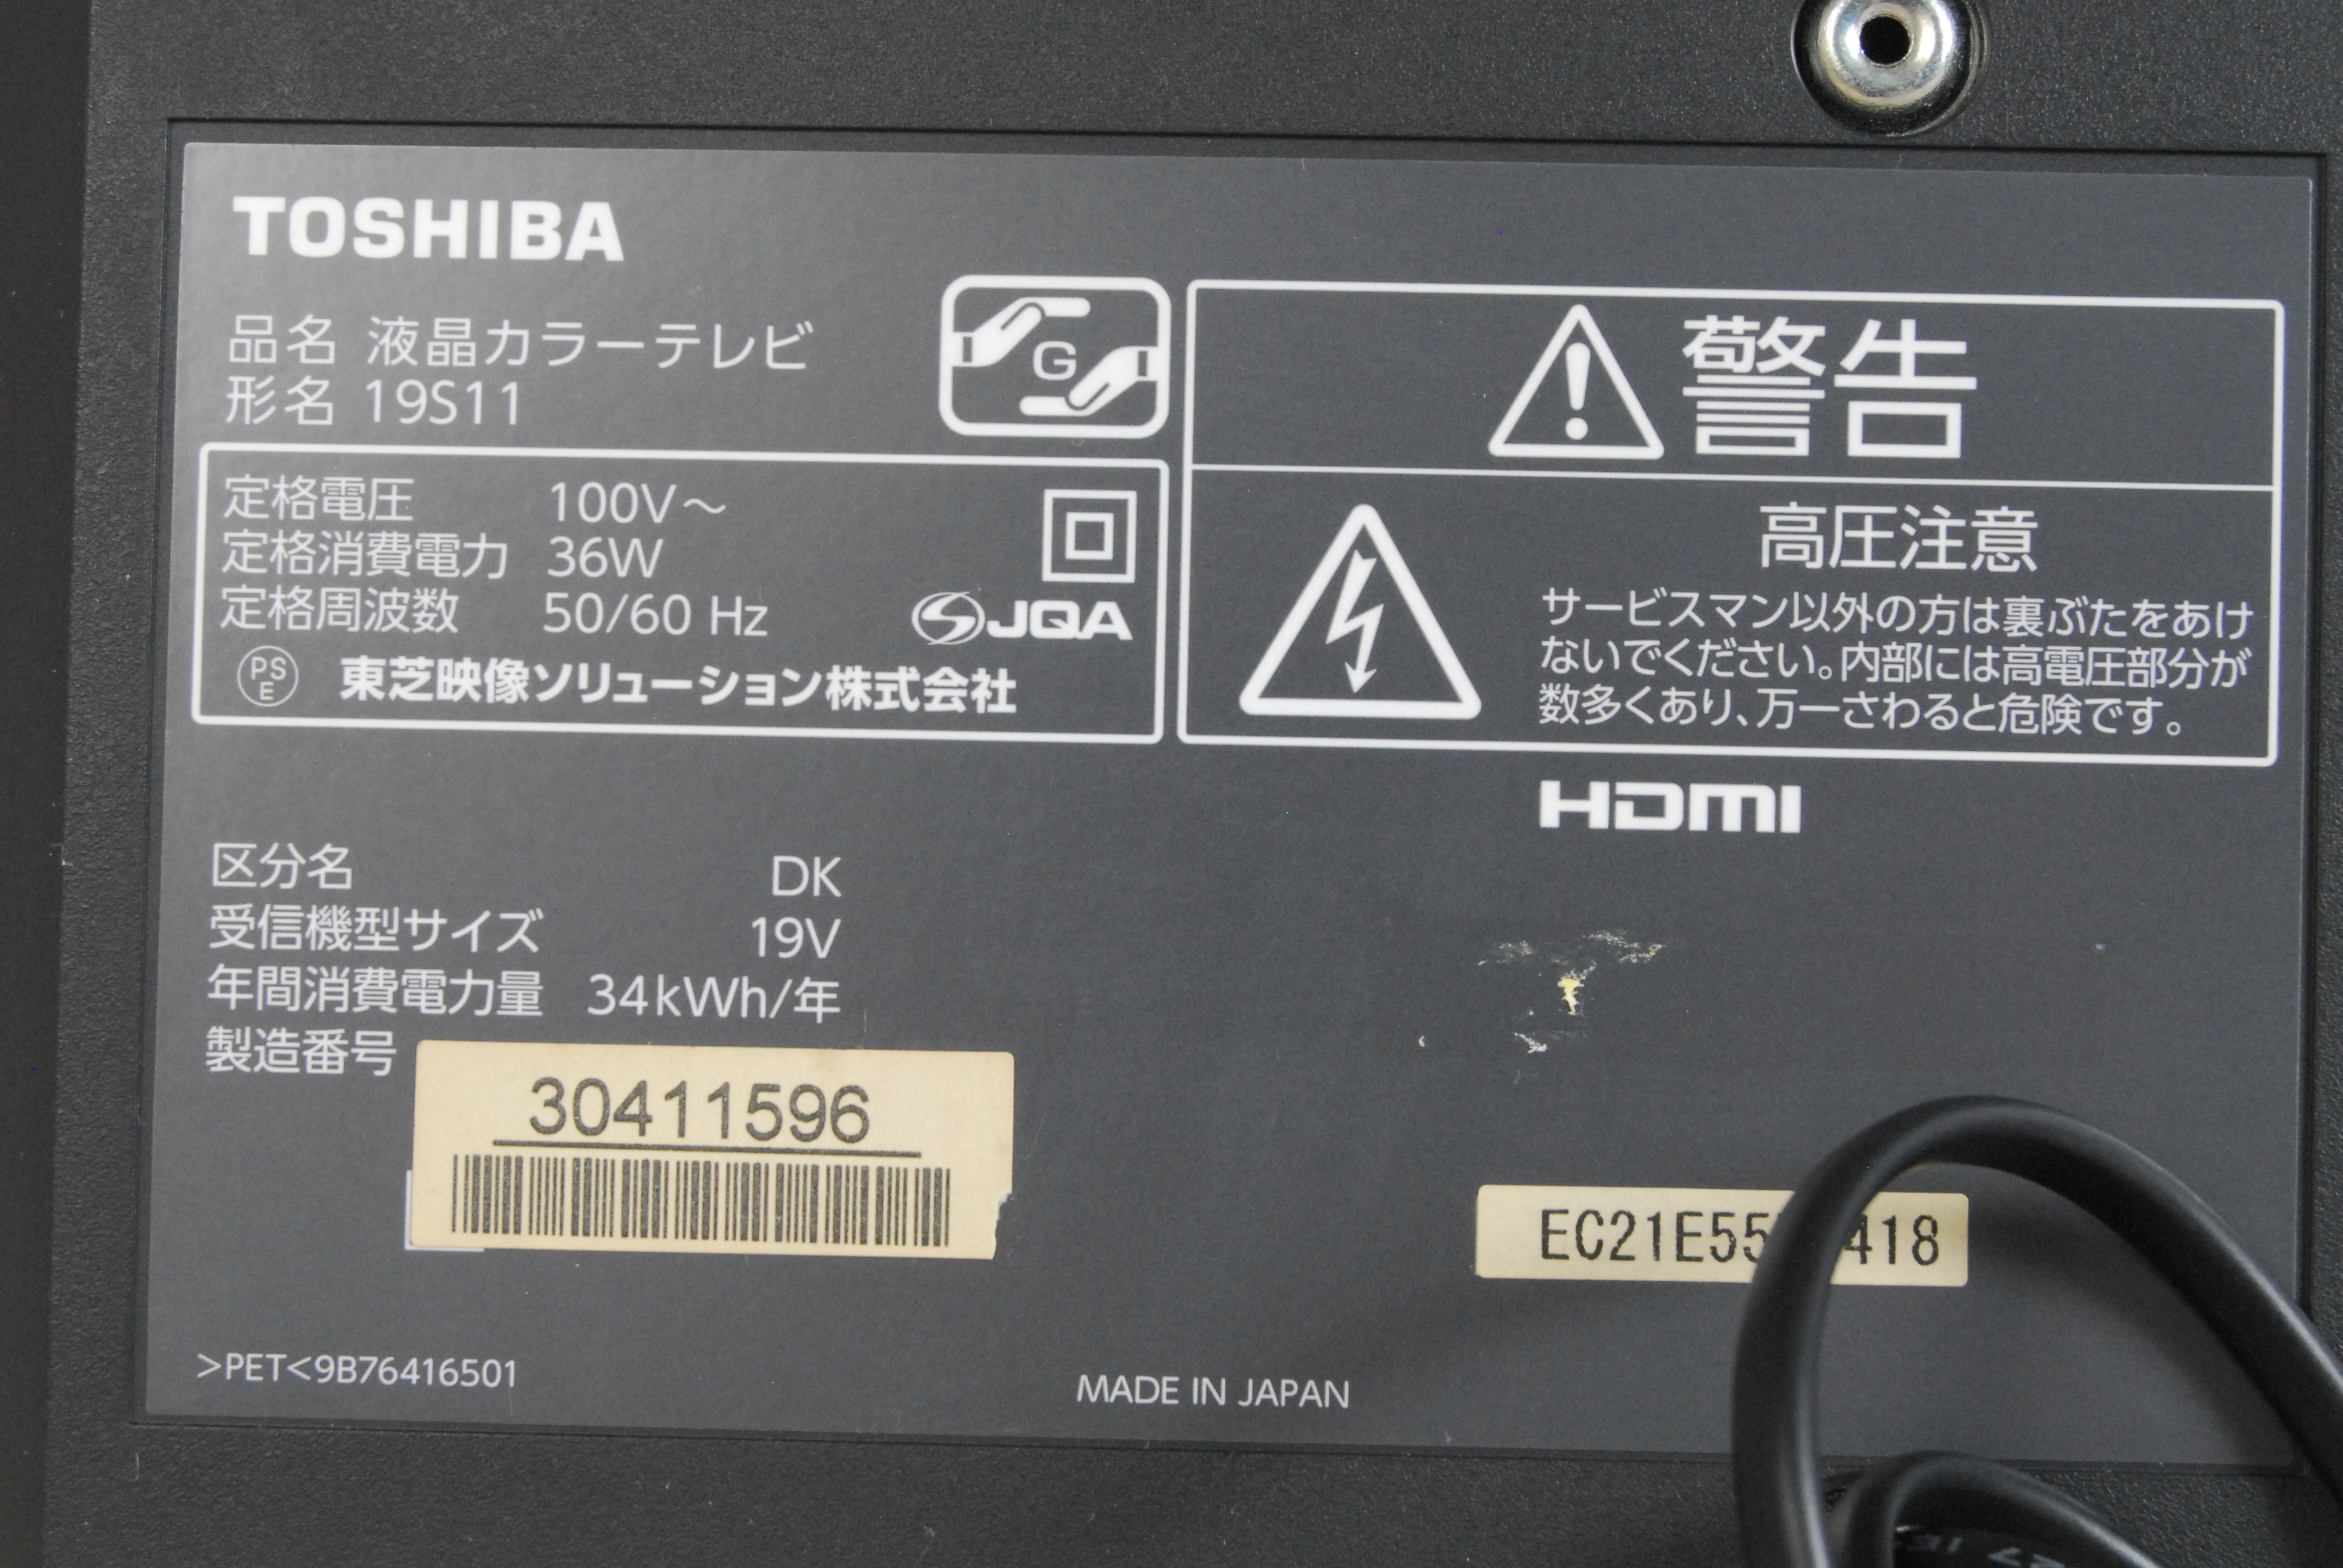 TOSHIBA
品名 液晶カラーテレビ
形名 19S11
G
定格電圧 100V～
定格消費電力 36W
定格周波数 50/60 Hz
JQA
PS
E
東芝映像ソリューション株式会社
警告
高圧注意
サービスマン以外の方は裏ぶたをあけ
ないでください。内部には高電圧部分が
数多くあり、万一さわると危険です。
HDMI
区分名 DK
受信機型サイズ 19V
年間消費電力量 34kWh/年
製造番号
30411596
>PET<9B76416501
MADE IN JAPAN